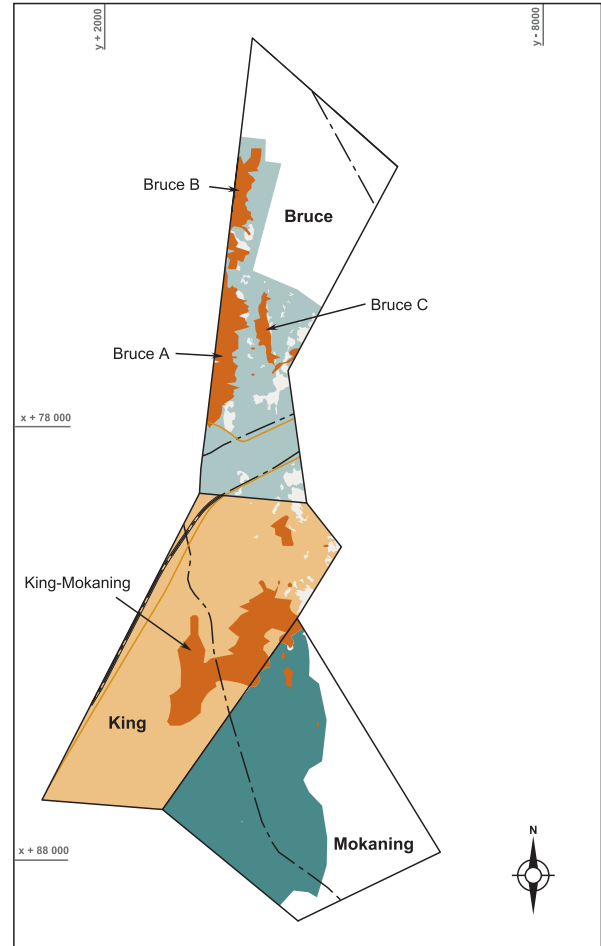 y + 2000
y - 8000
Bruce B
Bruce
Bruce C
Bruce A
x + 78 000
King-Mokaning
King
Mokaning
x + 88 000
N